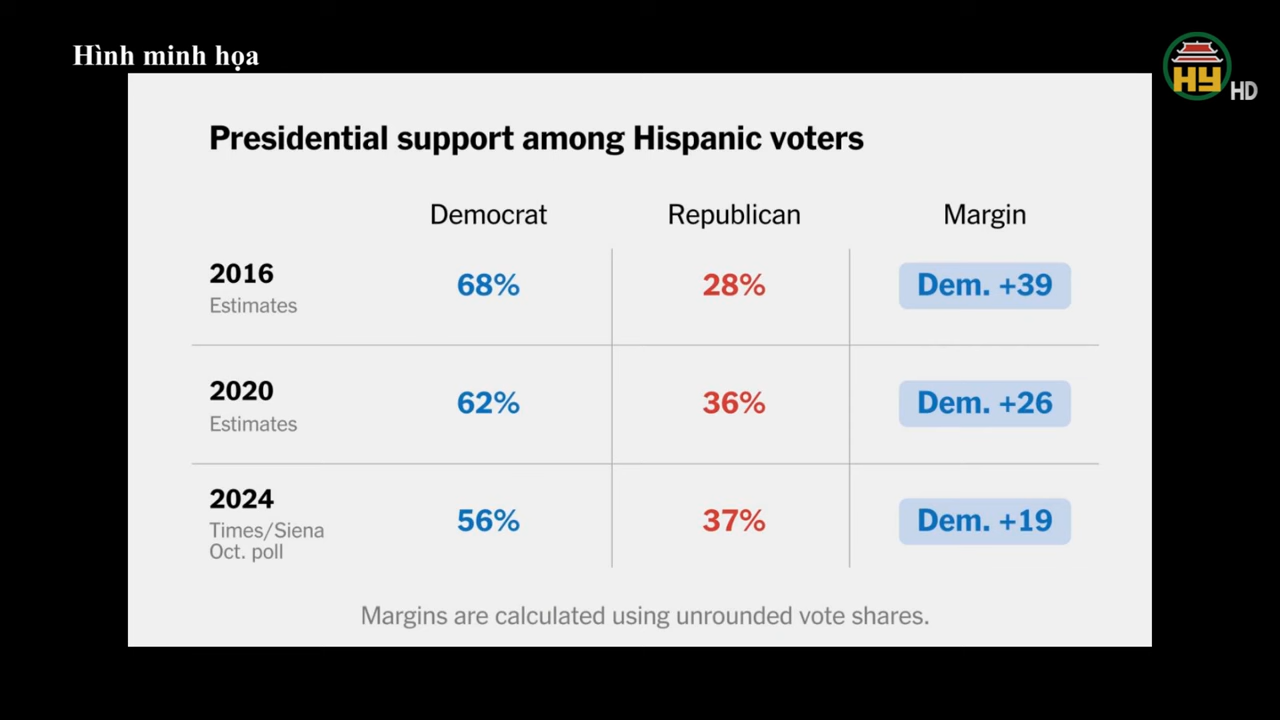 Hình minh họa
HY HD
Presidential support among Hispanic voters
Democrat Republican Margin
2016 68% 28% Dem. +39
Estimates
2020 62% 36% Dem. +26
Estimates
2024 56% 37% Dem. +19
Times/Siena
Oct. poll
Margins are calculated using unrounded vote shares.